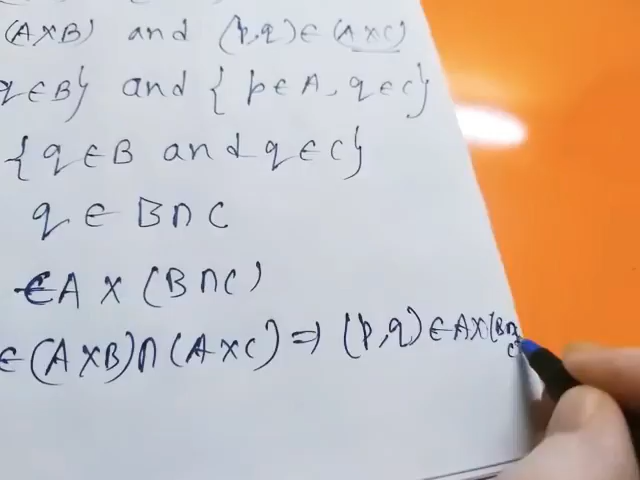 (A×B) and (p,q)∈(A×C)
q∈B} and {p∈A, q∈C}
{q∈B and q∈C}
q ∈ B∩C
∈A×(B∩C)
∈(A×B)∩(A×C)⇒(p,q)∈A×(B∩C